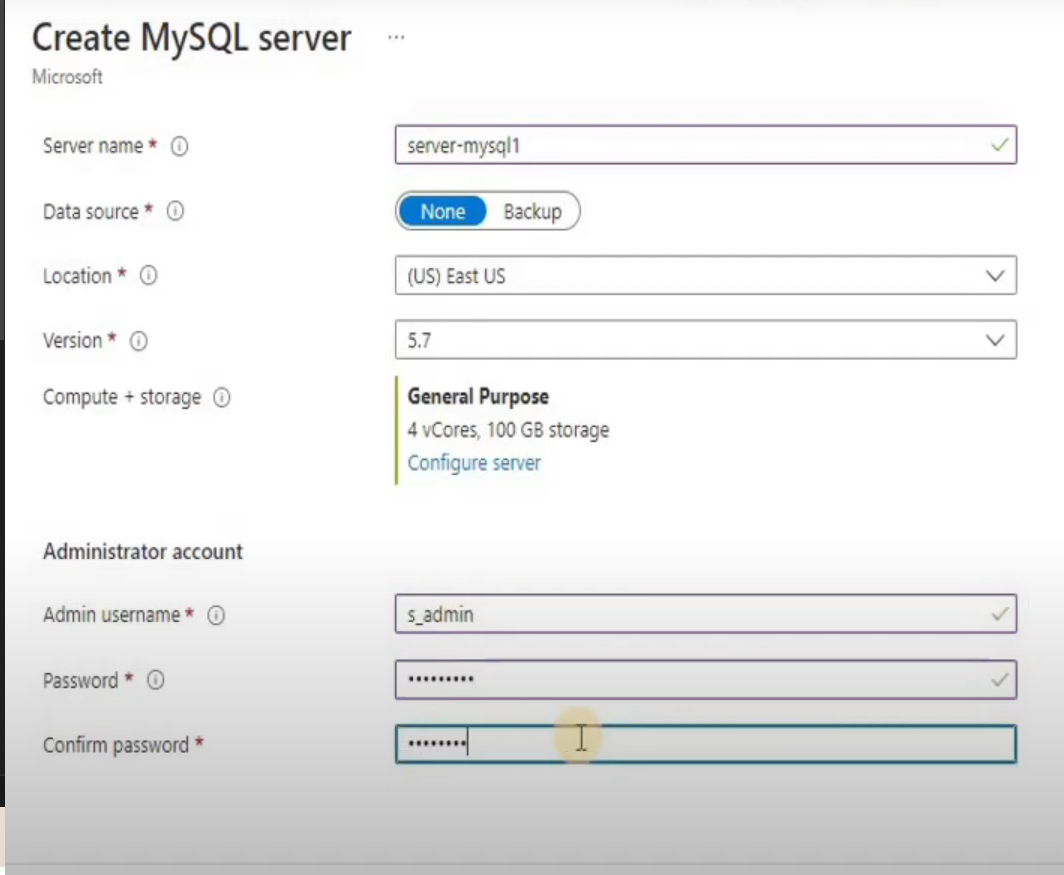 Create MySQL server ...
Microsoft
Server name * server-mysql1
Data source * None Backup
Location * (US) East US
Version * 5.7
Compute + storage General Purpose
4 vCores, 100 GB storage
Configure server
Administrator account
Admin username * s_admin
Password * •••••••••
Confirm password * ••••••••